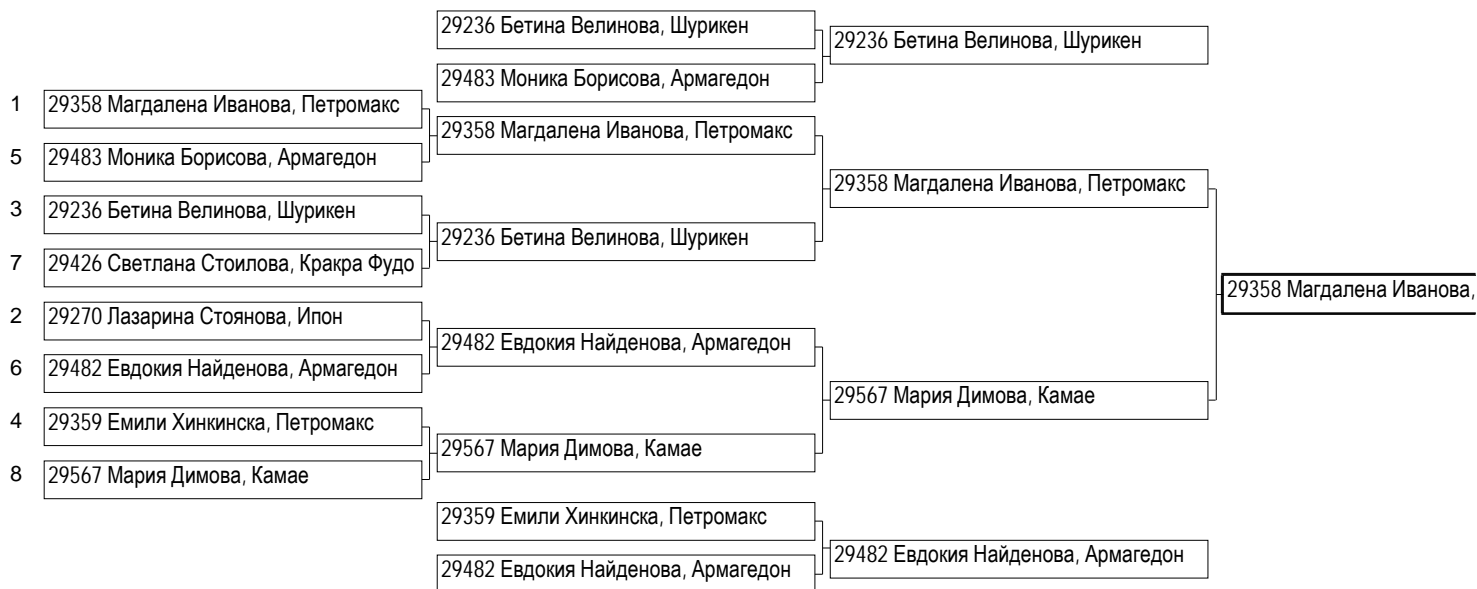 29236 Бетина Велинова, Шурикен
29236 Бетина Велинова, Шурикен
29483 Моника Борисова, Армагедон
1 29358 Магдалена Иванова, Петромакс
29358 Магдалена Иванова, Петромакс
5 29483 Моника Борисова, Армагедон
29358 Магдалена Иванова, Петромакс
3 29236 Бетина Велинова, Шурикен
29236 Бетина Велинова, Шурикен
7 29426 Светлана Стоилова, Кракра Фудо
29358 Магдалена Иванова,
2 29270 Лазарина Стоянова, Ипон
29482 Евдокия Найденова, Армагедон
6 29482 Евдокия Найденова, Армагедон
29567 Мария Димова, Камае
4 29359 Емили Хинкинска, Петромакс
29567 Мария Димова, Камае
8 29567 Мария Димова, Камае
29359 Емили Хинкинска, Петромакс
29482 Евдокия Найденова, Армагедон
29482 Евдокия Найденова, Армагедон